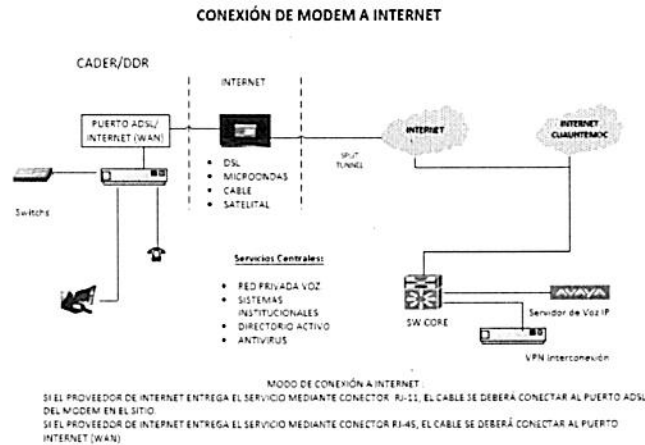 CONEXIÓN DE MODEM A INTERNET
CADER/DDR
INTERNET
PUERTO ADSL/
INTERNET (WAN)
• DSL
• MICROONDAS
• CABLE
• SATELITAL
SPLIT
TUNNEL
INTERNET
INTERNET
CUAUHTEMOC
Switchs
Servicios Centrales:
• RED PRIVADA VOZ
• SISTEMAS
INSTITUCIONALES
• DIRECTORIO ACTIVO
• ANTIVIRUS
SW CORE
AVAYA
Servidor de Voz IP
VPN Interconexión
MODO DE CONEXIÓN A INTERNET:
SI EL PROVEEDOR DE INTERNET ENTREGA EL SERVICIO MEDIANTE CONECTOR RJ-11, EL CABLE SE DEBERÁ CONECTAR AL PUERTO ADSL
DEL MODEM EN EL SITIO.
SI EL PROVEEDOR DE INTERNET ENTREGA EL SERVICIO MEDIANTE CONECTOR RJ-45, EL CABLE SE DEBERÁ CONECTAR AL PUERTO
INTERNET (WAN)